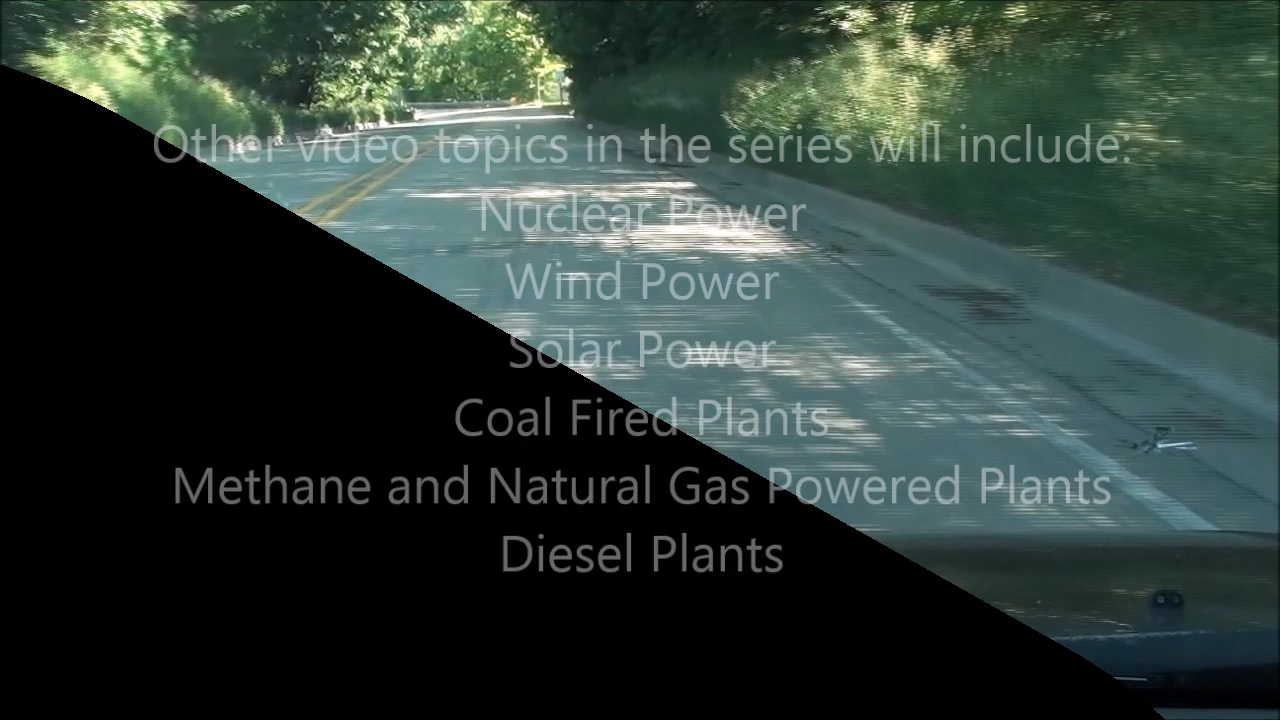 Other video topics in the series will include:
Nuclear Power
Wind Power
Solar Power
Coal Fired Plants
Methane and Natural Gas Powered Plants
Diesel Plants